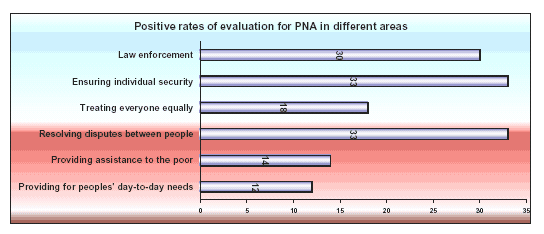 Positive rates of evaluation for PNA in different areas
Law enforcement
30
Ensuring individual security
33
Treating everyone equally
18
Resolving disputes between people
33
Providing assistance to the poor
14
Providing for peoples' day-to-day needs
12
0 5 10 15 20 25 30 35